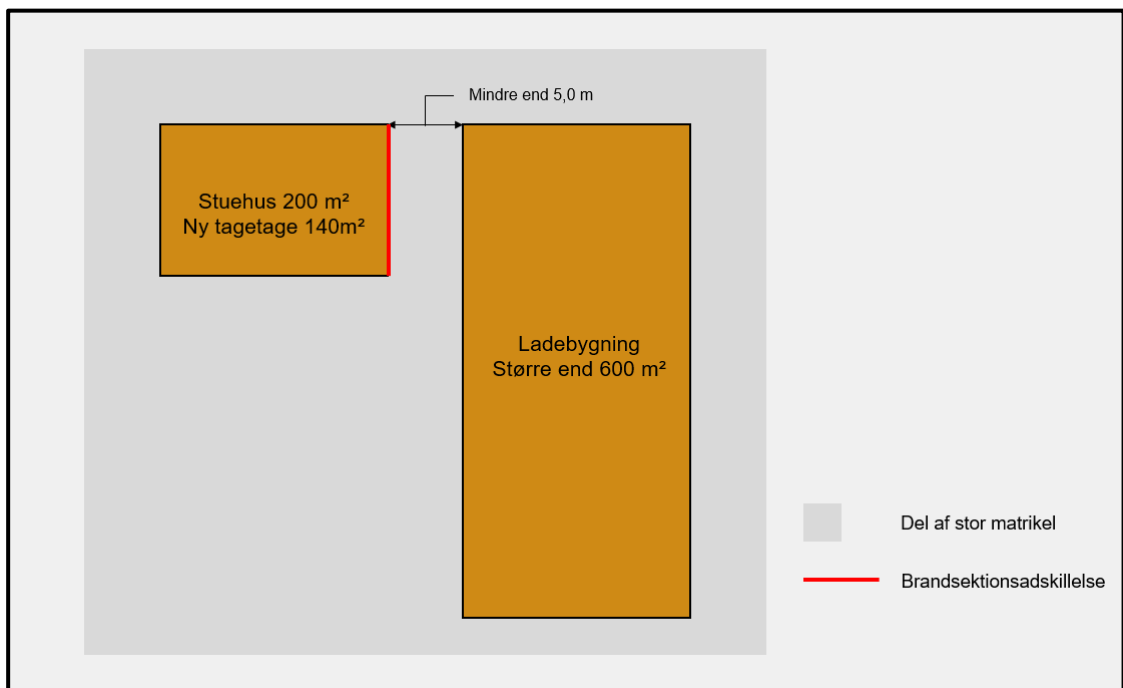 Mindre end 5,0 m
Stuehus 200 m²
Ny tagetage 140m²
Ladebygning
Større end 600 m²
Del af stor matrikel
Brandsektionsadskillelse